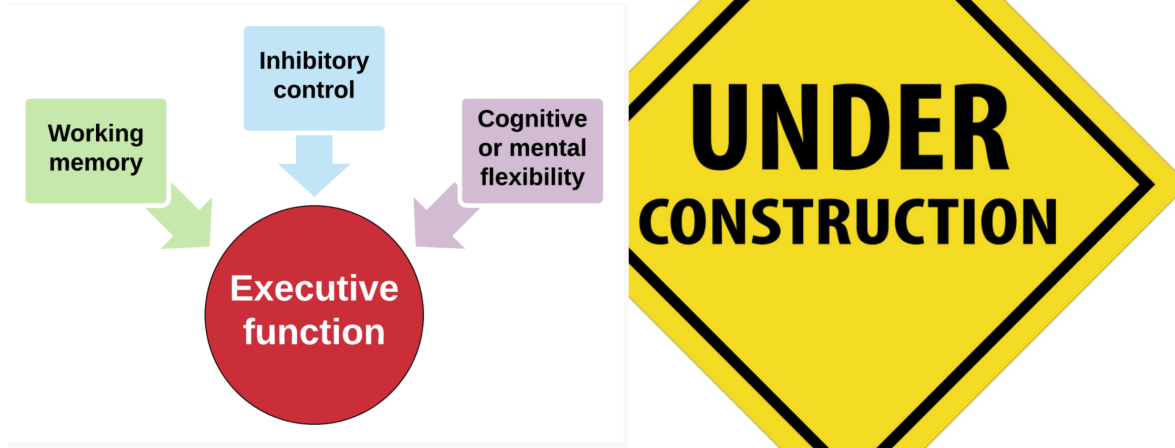 Inhibitory
control
Working
memory
Cognitive
or mental
flexibility
Executive
function
UNDER
CONSTRUCTION